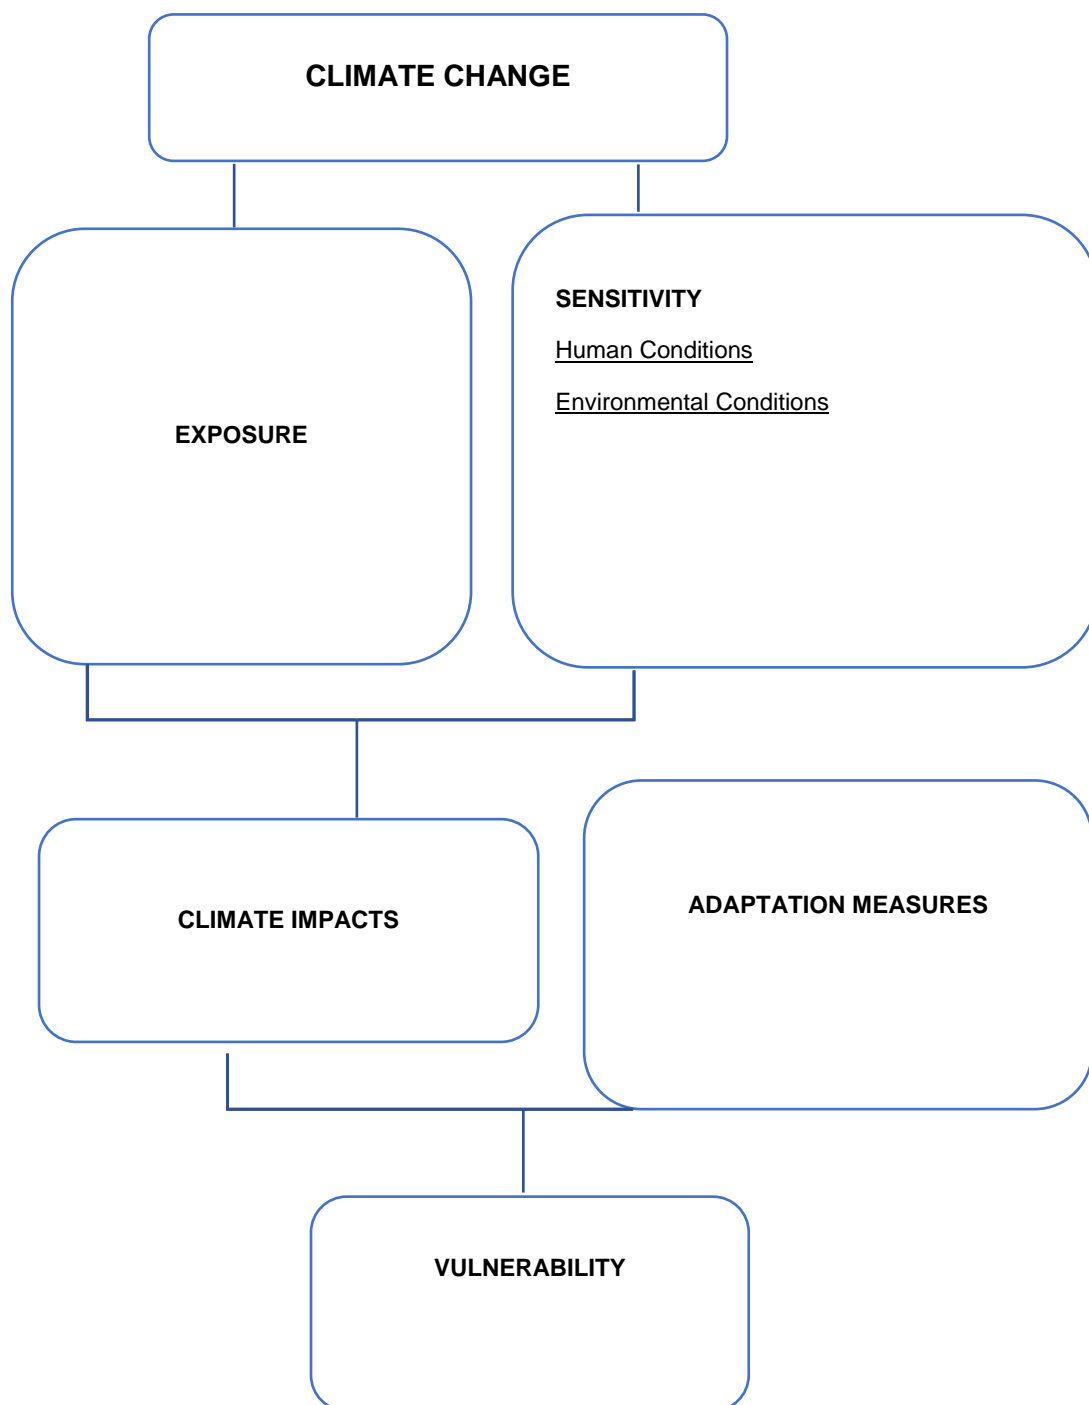 CLIMATE CHANGE
EXPOSURE
SENSITIVITY
Human Conditions
Environmental Conditions
CLIMATE IMPACTS
ADAPTATION MEASURES
VULNERABILITY